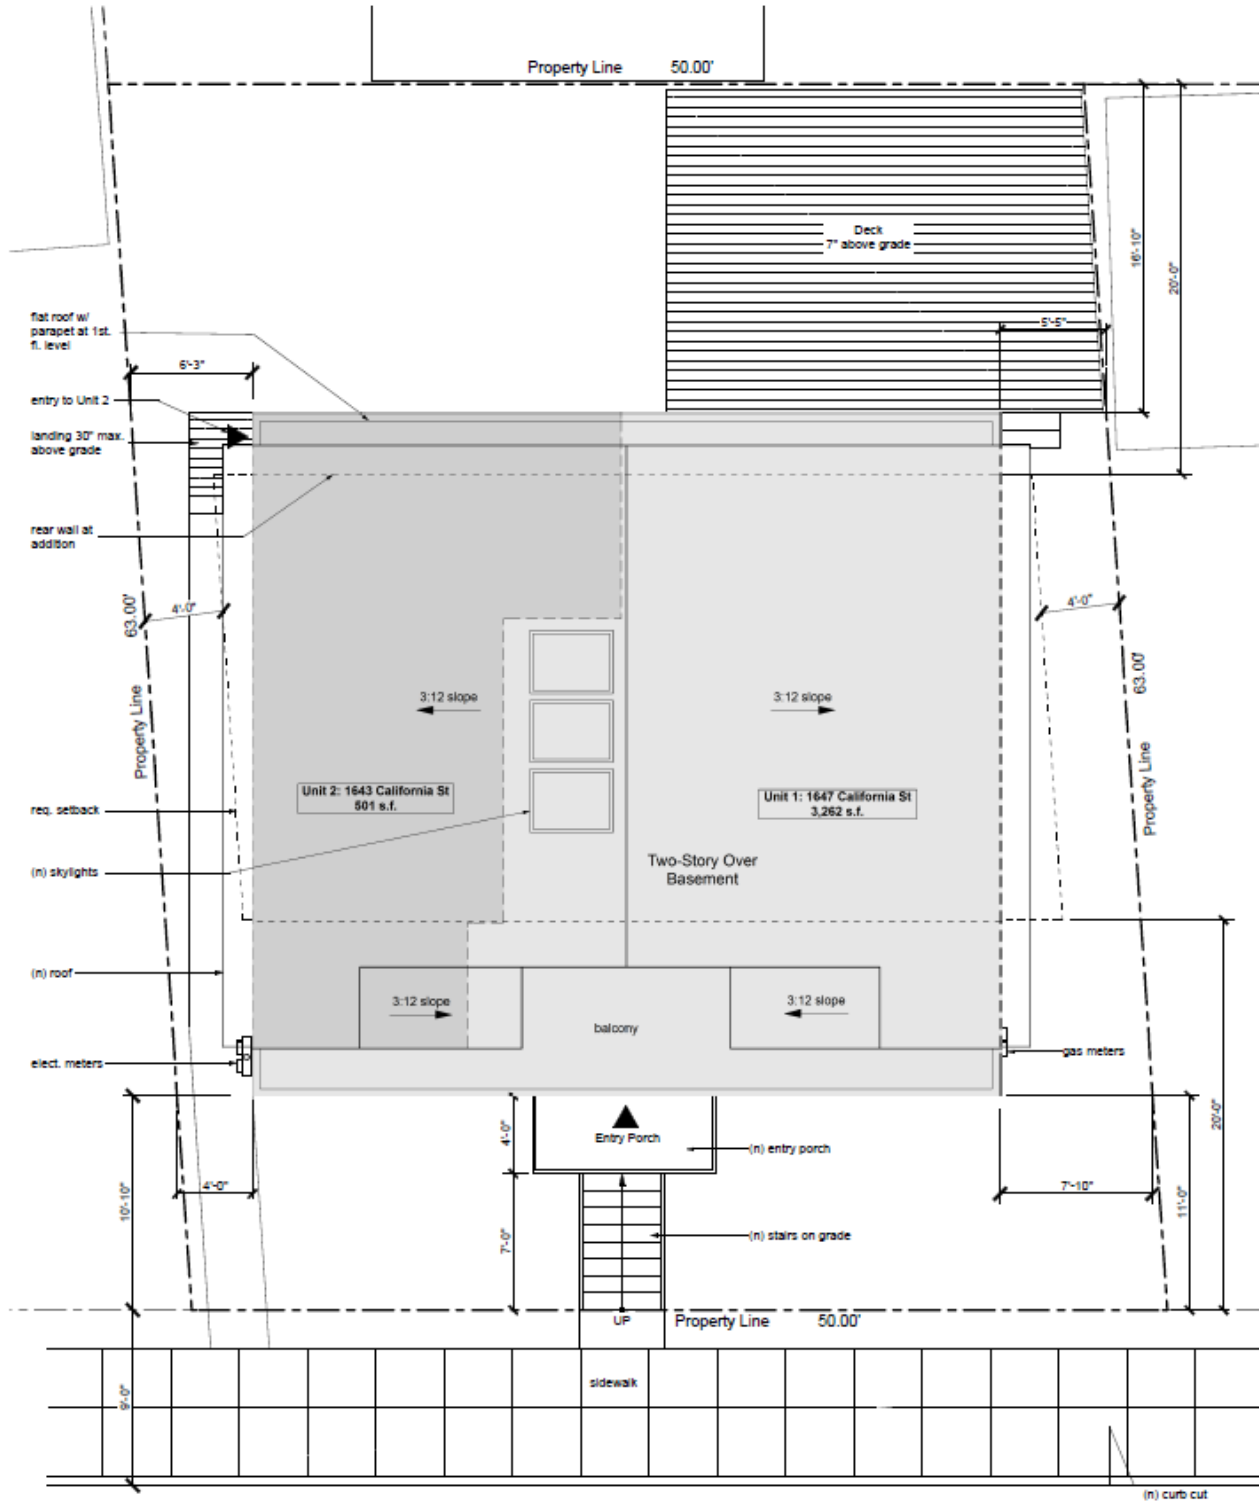 Property Line 50.00'
Deck
7" above grade
16'-10"
20'-0"
5'-5"
flat roof w/
parapet at 1st.
fl. level
6'-3"
entry to Unit 2
landing 30" max.
above grade
rear wall at
addition
4'-0"
63.00'
Property Line
4'-0"
63.00'
Property Line
3:12 slope
3:12 slope
Unit 2: 1643 California St
501 s.f.
Unit 1: 1647 California St
3,262 s.f.
req. setback
Two-Story Over
Basement
(n) skylights
(n) roof
3:12 slope
3:12 slope
balcony
elect. meters
gas meters
4'-0"
Entry Porch
(n) entry porch
20'-0"
4'-0"
7'-10"
10'-10"
11'-0"
7'-0"
(n) stairs on grade
UP
Property Line 50.00'
sidewalk
9'-0"
(n) curb cut